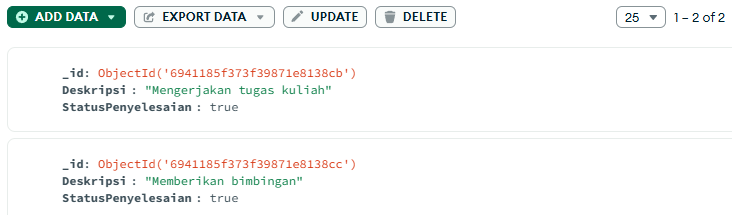 ADD DATA EXPORT DATA UPDATE DELETE 25 1 – 2 of 2
_id: ObjectId('6941185f373f39871e8138cb')
Deskripsi : "Mengerjakan tugas kuliah"
StatusPenyelesaian : true
_id: ObjectId('6941185f373f39871e8138cc')
Deskripsi : "Memberikan bimbingan"
StatusPenyelesaian : true